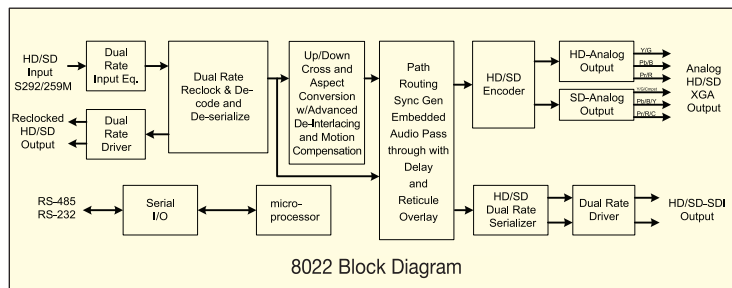 HD/SD
Input
S292/259M
Dual
Rate
Input Eq.
Dual Rate
Reclock & De-
code and
De-serialize
Up/Down
Cross and
Aspect
Conversion
w/Advanced
De-Interlacing
and Motion
Compensation
Path
Routing
Sync Gen
Embedded
Audio Pass
through with
Delay
and
Reticule
Overlay
HD/SD
Encoder
HD-Analog
Output
SD-Analog
Output
Y/G
Pb/B
Pr/R
Y/G/Cmpst
Pb/B/Y
Pr/R/C
Analog
HD/SD
XGA
Output
Reclocked
HD/SD
Output
Dual
Rate
Driver
RS-485
RS-232
Serial
I/O
micro-
processor
HD/SD
Dual Rate
Serializer
Dual Rate
Driver
HD/SD-SDI
Output
8022 Block Diagram